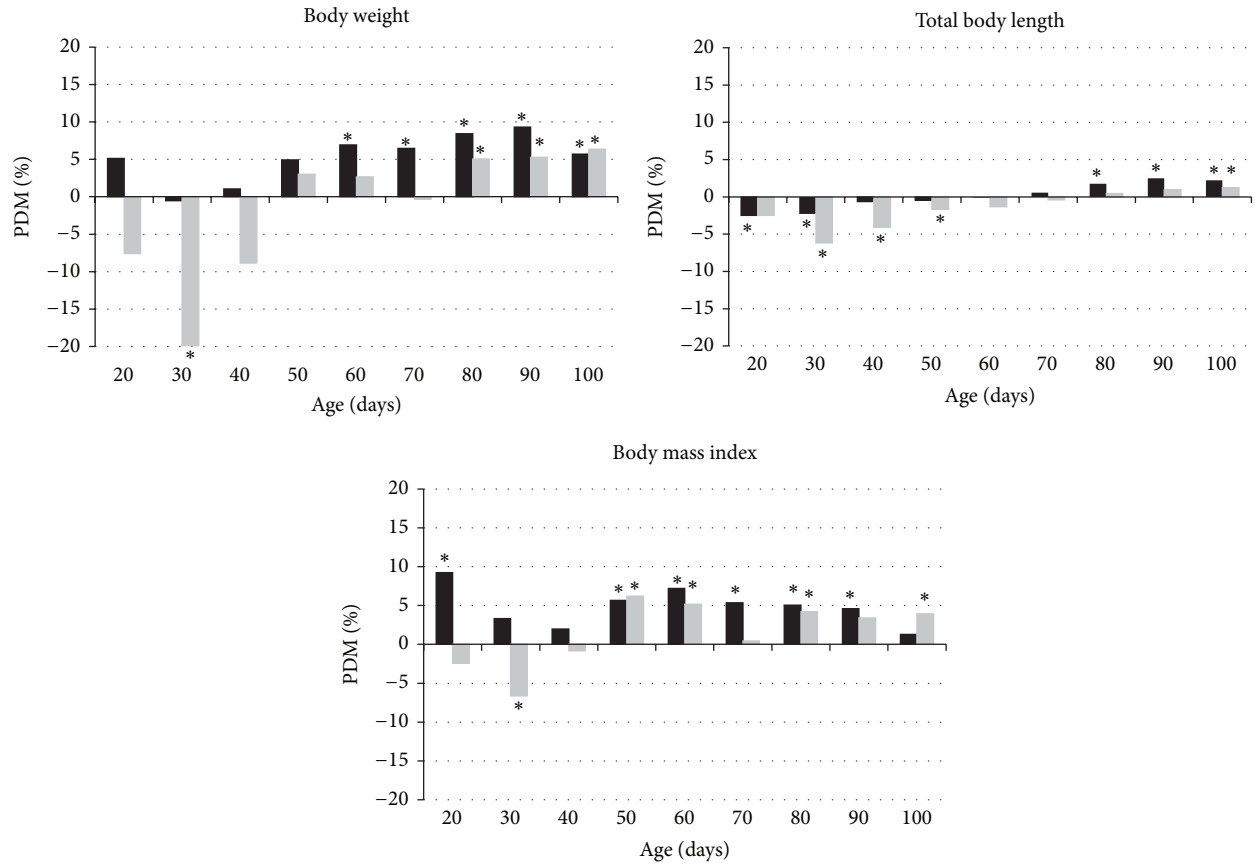 Body weight
20
15
10
5
0
−5
−10
−15
−20
PDM (%)
* * * * * * * *
*
20 30 40 50 60 70 80 90 100
Age (days)
Total body length
20
15
10
5
0
−5
−10
−15
−20
PDM (%)
* * * *
* * * * *
20 30 40 50 60 70 80 90 100
Age (days)
Body mass index
20
15
10
5
0
−5
−10
−15
−20
PDM (%)
* * * * * * * * * *
*
20 30 40 50 60 70 80 90 100
Age (days)